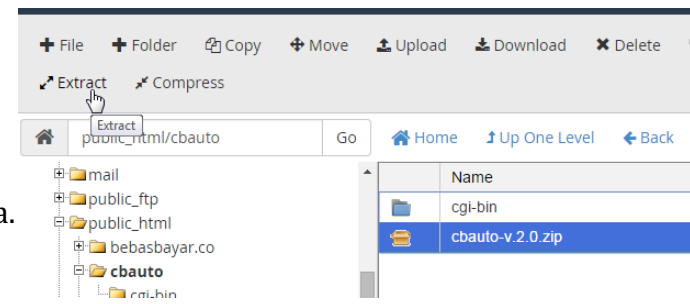 File Folder Copy Move Upload Download Delete
Extract Compress
Extract
public_html/cbauto Go Home Up One Level Back
mail Name
public_ftp cgi-bin
public_html cbauto-v.2.0.zip
a.
bebasbayar.co
cbauto
cgi-bin